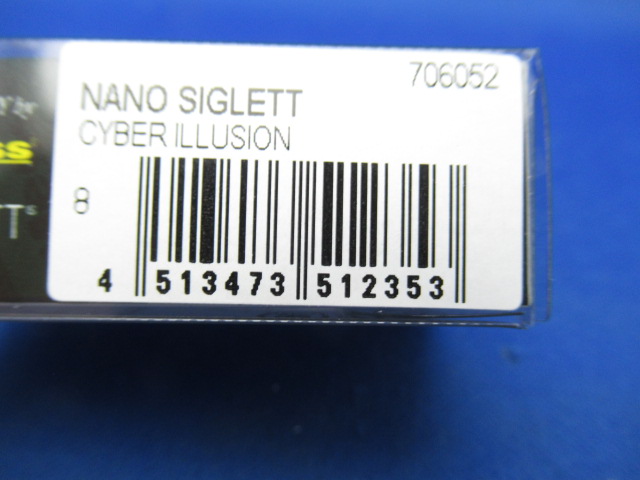 706052
NANO SIGLETT
CYBER ILLUSION
8
4 513473 512353